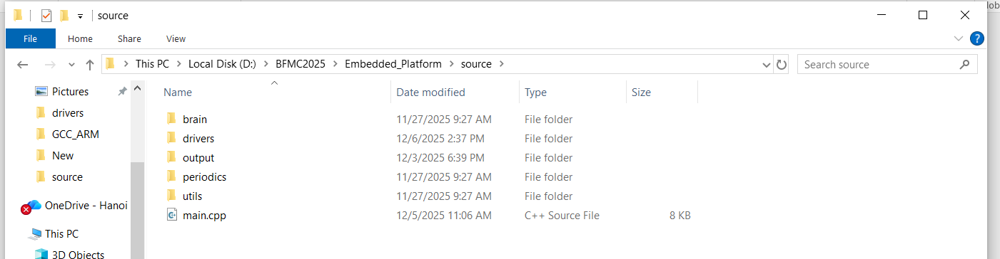 source
File Home Share View
This PC Local Disk (D:) BFMC2025 Embedded_Platform source Search source
Name Date modified Type Size
Pictures
drivers
GCC_ARM
New
source
OneDrive - Hanoi
This PC
3D Objects
brain 11/27/2025 9:27 AM File folder
drivers 12/6/2025 2:37 PM File folder
output 12/3/2025 6:39 PM File folder
periodics 11/27/2025 9:27 AM File folder
utils 11/27/2025 9:27 AM File folder
main.cpp 12/5/2025 11:06 AM C++ Source File 8 KB